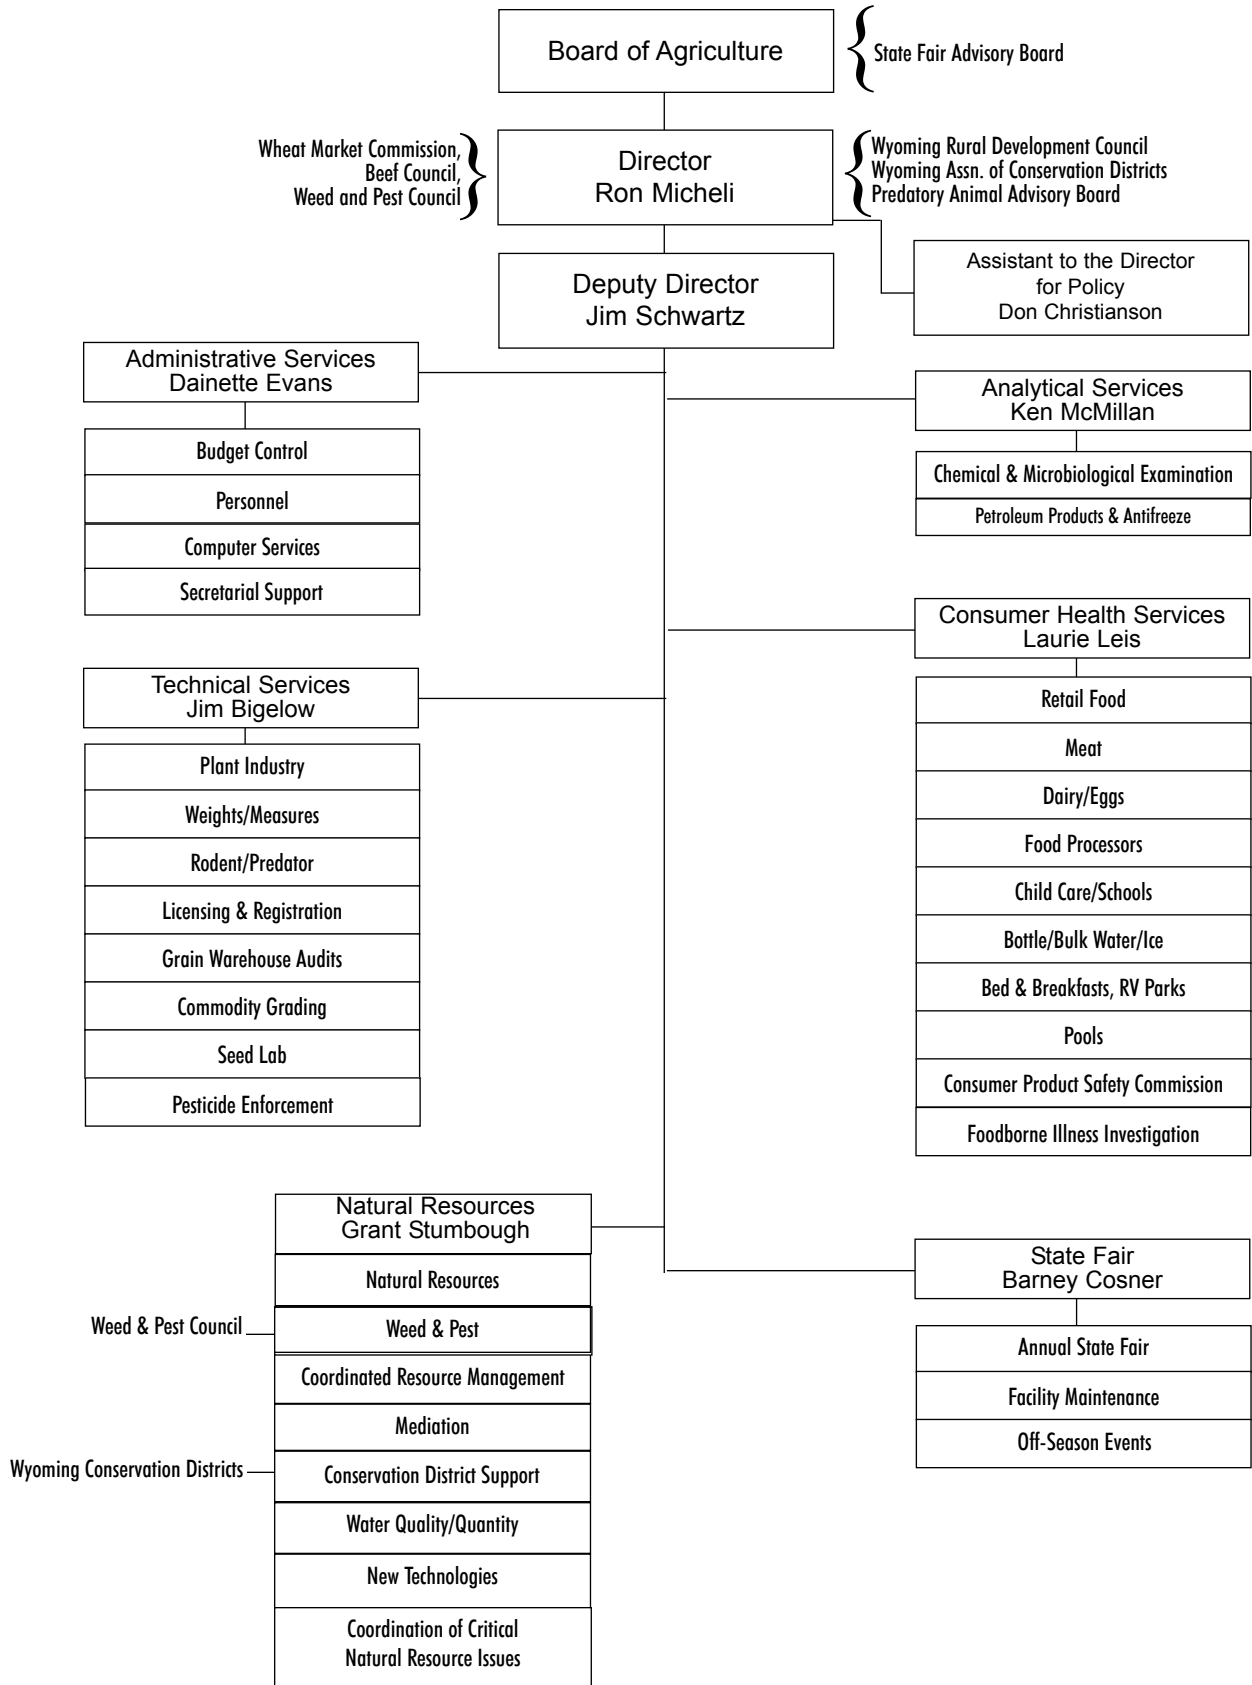 Board of Agriculture
State Fair Advisory Board
Wheat Market Commission,
Beef Council,
Weed and Pest Council
Director
Ron Micheli
Wyoming Rural Development Council
Wyoming Assn. of Conservation Districts
Predatory Animal Advisory Board
Assistant to the Director
for Policy
Don Christianson
Deputy Director
Jim Schwartz
Administrative Services
Dainette Evans
Budget Control
Personnel
Computer Services
Secretarial Support
Analytical Services
Ken McMillan
Chemical & Microbiological Examination
Petroleum Products & Antifreeze
Technical Services
Jim Bigelow
Plant Industry
Weights/Measures
Rodent/Predator
Licensing & Registration
Grain Warehouse Audits
Commodity Grading
Seed Lab
Pesticide Enforcement
Consumer Health Services
Laurie Leis
Retail Food
Meat
Dairy/Eggs
Food Processors
Child Care/Schools
Bottle/Bulk Water/Ice
Bed & Breakfasts, RV Parks
Pools
Consumer Product Safety Commission
Foodborne Illness Investigation
Natural Resources
Grant Stumbough
Natural Resources
Weed & Pest Council
Weed & Pest
Coordinated Resource Management
Mediation
Wyoming Conservation Districts
Conservation District Support
Water Quality/Quantity
New Technologies
Coordination of Critical
Natural Resource Issues
State Fair
Barney Cosner
Annual State Fair
Facility Maintenance
Off-Season Events